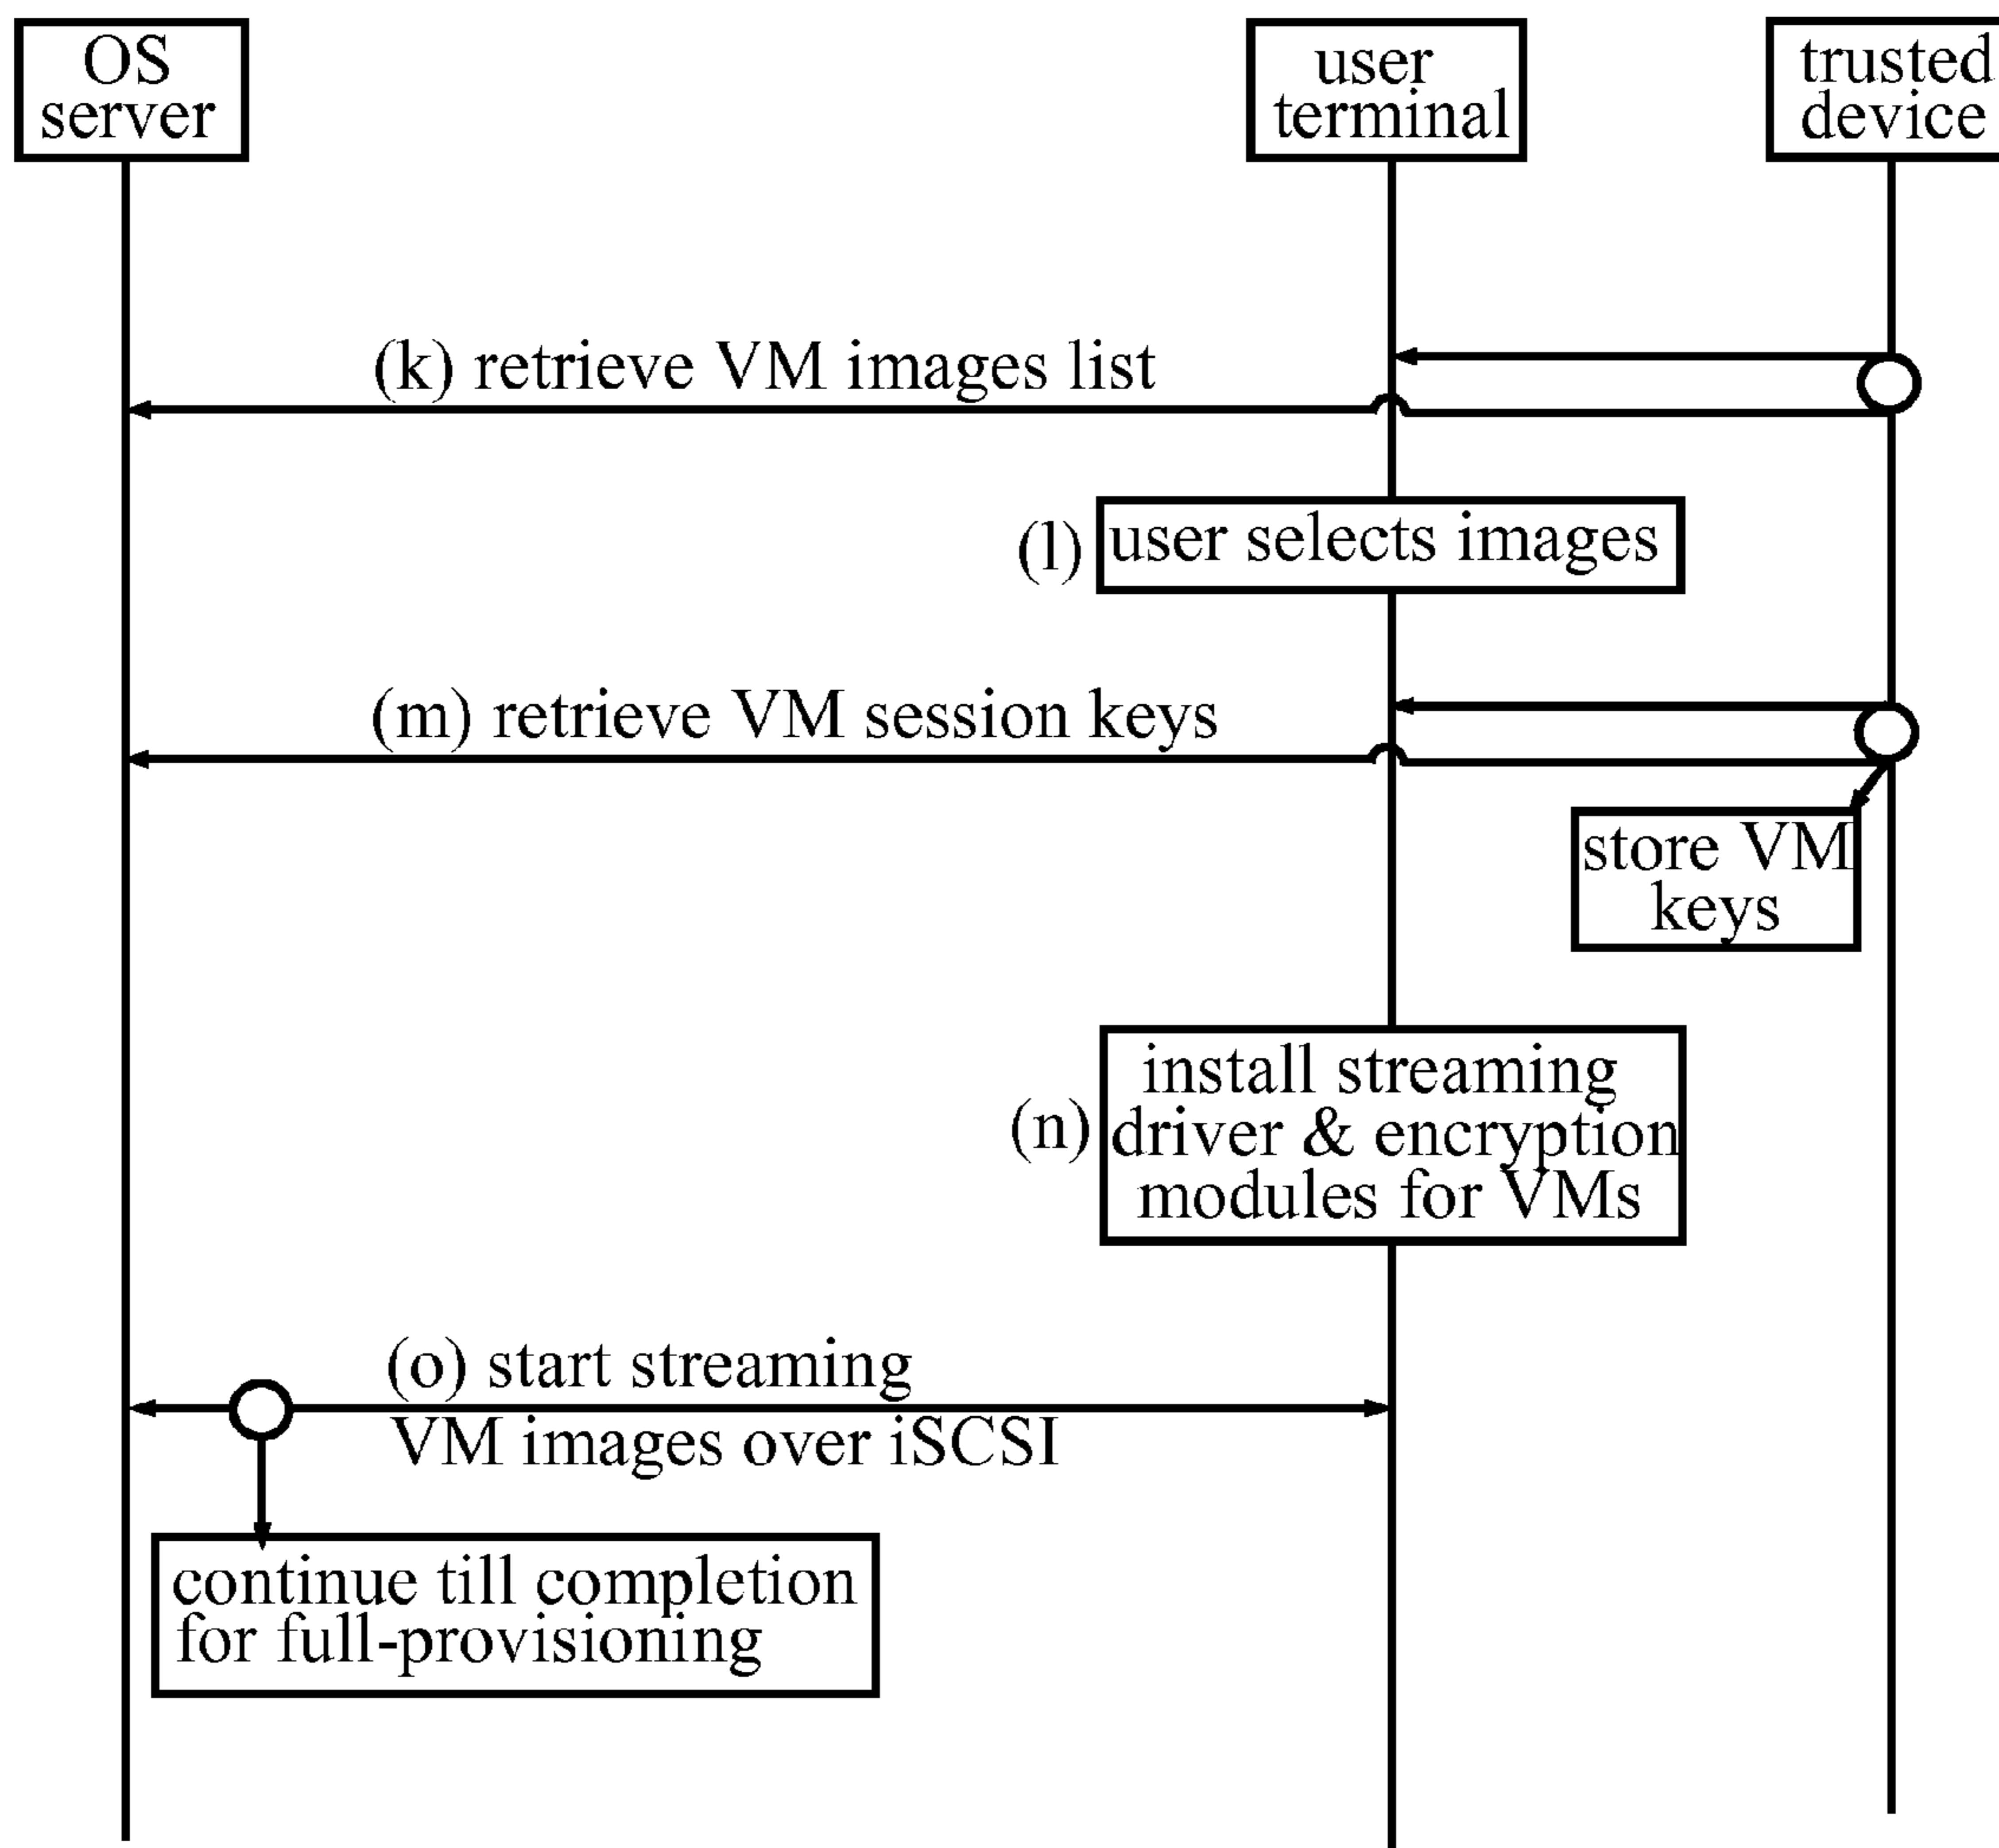 OS
server
user
terminal
trusted
device
(k) retrieve VM images list
(l) user selects images
(m) retrieve VM session keys
store VM
keys
(n)
install streaming
driver & encryption
modules for VMs
(o) start streaming
VM images over iSCSI
continue till completion
for full-provisioning